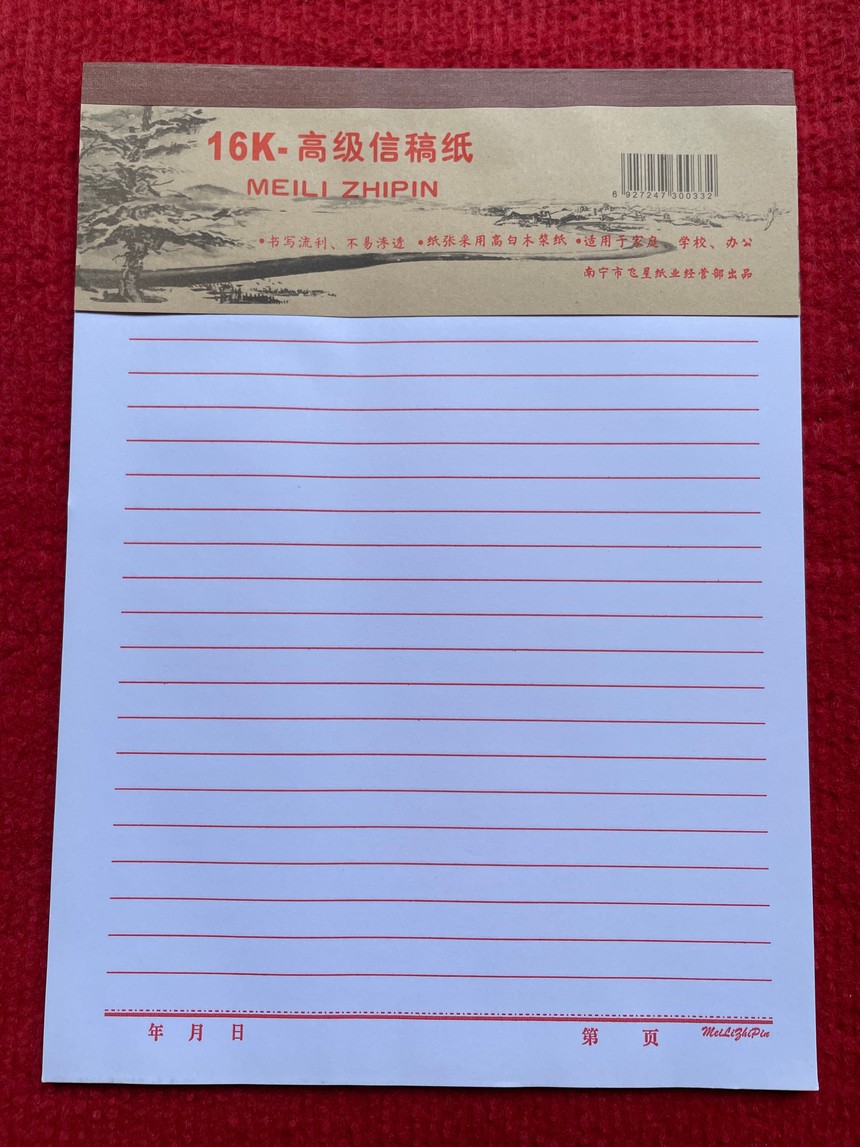 16K-高级信稿纸
MEILI ZHIPIN
6 927247 300332
•书写流利、不易渗透 •纸张采用高白木浆纸 •适用于家庭 学校、办公
南宁市飞星纸业经营部出品
年 月 日 第 页 MeiLiZhiPin